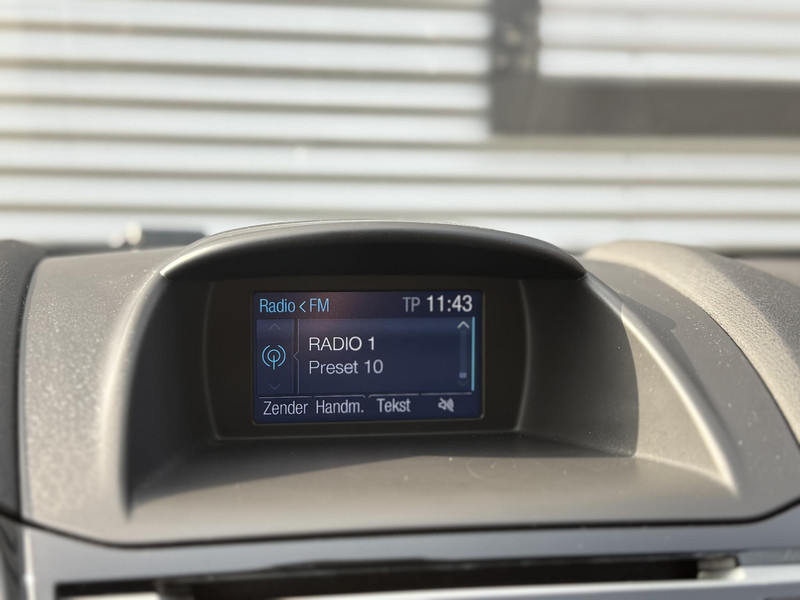 Radio < FM TP 11:43
RADIO 1
Preset 10
Zender Handm. Tekst